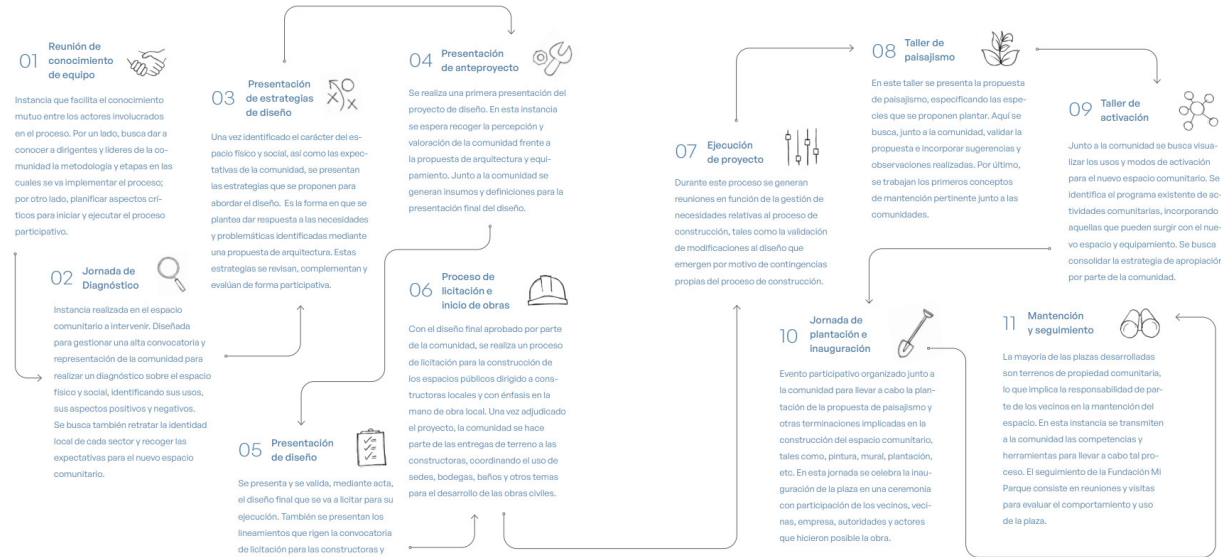 01
Reunión de
conocimiento
de equipo
Instancia que facilita el conocimiento
mutuo entre los actores involucrados
en el proceso. Por un lado, busca dar a
conocer a dirigentes y líderes de la co-
munidad la metodología y etapas en las
cuales se va implementar el proceso;
por otro lado, planificar aspectos crí-
ticos para iniciar y ejecutar el proceso
participativo.
02
Jornada de
Diagnóstico
Instancia realizada en el espacio
comunitario a intervenir. Diseñada
para gestionar una alta convocatoria y
representación de la comunidad para
realizar un diagnóstico sobre el espacio
físico y social, identificando sus usos,
sus aspectos positivos y negativos.
Se busca también retratar la identidad
local de cada sector y recoger las
expectativas para el nuevo espacio
comunitario.
03
Presentación
de estrategias
de diseño
Una vez identificado el carácter del es-
pacio físico y social, así como las expec-
tativas de la comunidad, se presentan
las estrategias que se proponen para
abordar el diseño. Es la forma en que se
plantea dar respuesta a las necesidades
y problemáticas identificadas mediante
una propuesta de arquitectura. Estas
estrategias se revisan, complementan y
evalúan de forma participativa.
04
Presentación
de anteproyecto
Se realiza una primera presentación del
proyecto de diseño. En esta instancia
se espera recoger la percepción y
valoración de la comunidad frente a
la propuesta de arquitectura y equi-
pamiento. Junto a la comunidad se
generan insumos y definiciones para la
presentación final del diseño.
05
Presentación
de diseño
Se presenta y se valida, mediante acta,
el diseño final que se va a licitar para su
ejecución. También se presentan los
lineamientos que rigen la convocatoria
de licitación para las constructoras y
06
Proceso de
licitación e
inicio de obras
Con el diseño final aprobado por parte
de la comunidad, se realiza un proceso
de licitación para la construcción de
los espacios públicos dirigido a cons-
tructoras locales y con énfasis en la
mano de obra local. Una vez adjudicado
el proyecto, la comunidad se hace
parte de las entregas de terreno a las
constructoras, coordinando el uso de
sedes, bodegas, baños y otros temas
para el desarrollo de las obras civiles.
07
Ejecución
de proyecto
Durante este proceso se generan
reuniones en función de la gestión de
necesidades relativas al proceso de
construcción, tales como la validación
de modificaciones al diseño que
emergen por motivo de contingencias
propias del proceso de construcción.
08
Taller de
paisajismo
En este taller se presenta la propuesta
de paisajismo, especificando las espe-
cies que se proponen plantar. Aquí se
busca, junto a la comunidad, validar la
propuesta e incorporar sugerencias y
observaciones realizadas. Por último,
se trabajan los primeros conceptos
de mantención pertinente junto a las
comunidades.
09
Taller de
activación
Junto a la comunidad se busca visua-
lizar los usos y modos de activación
para el nuevo espacio comunitario. Se
identifica el programa existente de ac-
tividades comunitarias, incorporando
aquellas que pueden surgir con el nue-
vo espacio y equipamiento. Se busca
consolidar la estrategia de apropiación
por parte de la comunidad.
10
Jornada de
plantación e
inauguración
Evento participativo organizado junto a
la comunidad para llevar a cabo la plan-
tación de la propuesta de paisajismo y
otras terminaciones implicadas en la
construcción del espacio comunitario,
tales como, pintura, mural, plantación,
etc. En esta jornada se celebra la inau-
guración de la plaza en una ceremonia
con participación de los vecinos, veci-
nas, empresa, autoridades y actores
que hicieron posible la obra.
11
Mantención
y seguimiento
La mayoría de las plazas desarrolladas
son terrenos de propiedad comunitaria,
lo que implica la responsabilidad de par-
te de los vecinos en la mantención del
espacio. En esta instancia se transmiten
a la comunidad las competencias y
herramientas para llevar a cabo tal pro-
ceso. El seguimiento de la Fundación Mi
Parque consiste en reuniones y visitas
para evaluar el comportamiento y uso
de la plaza.